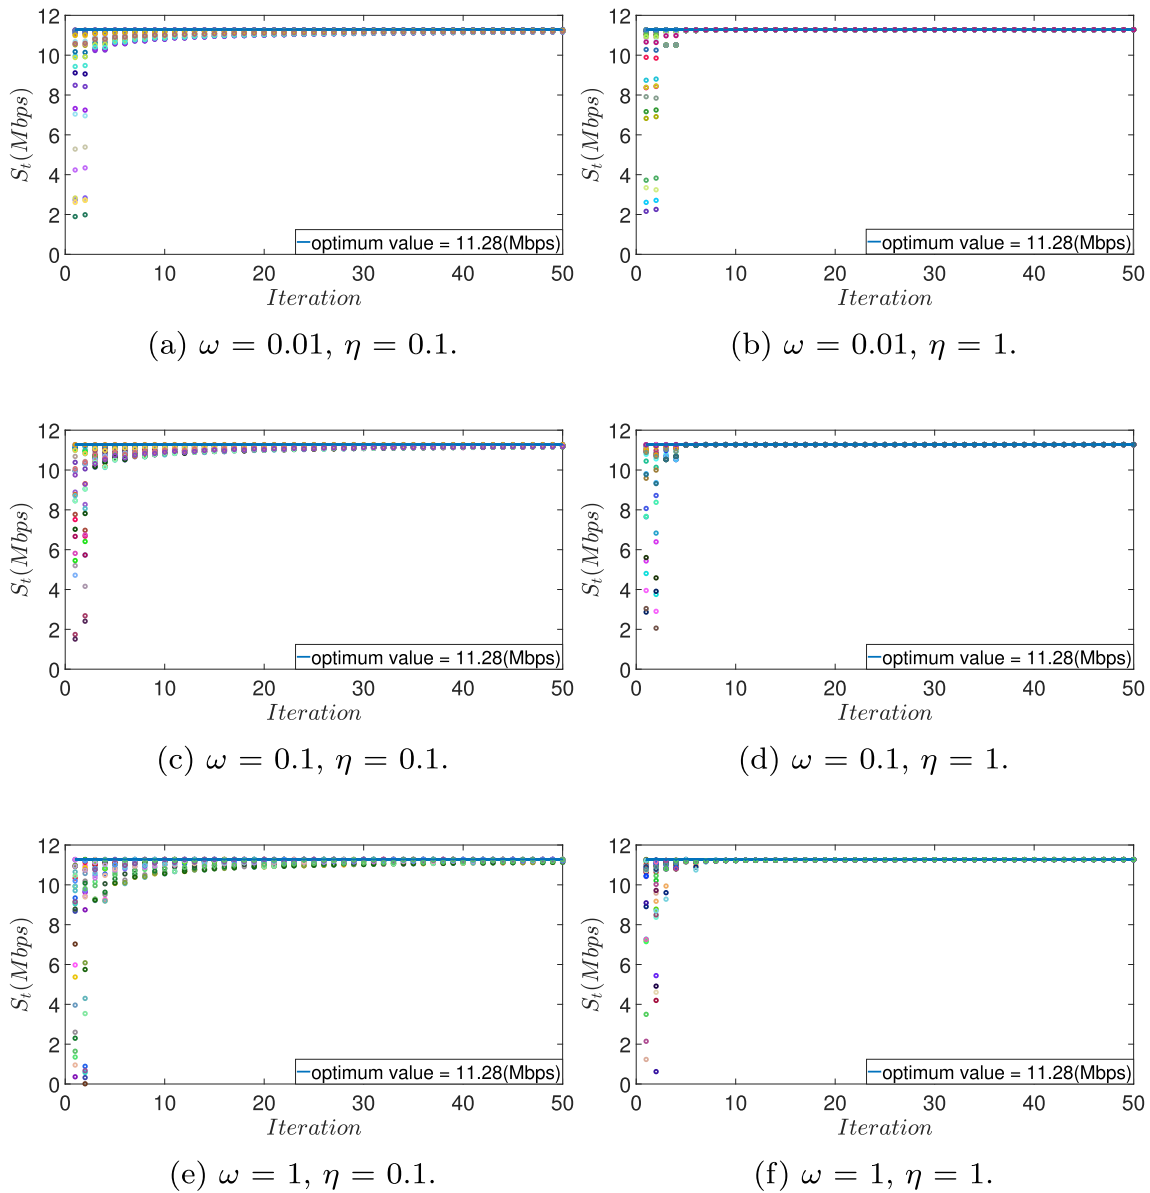 12
10
8
6
4
2
0
S_t(Mbps)
optimum value = 11.28(Mbps)
0 10 20 30 40 50
Iteration
(a) ω = 0.01, η = 0.1.
12
10
8
6
4
2
0
S_t(Mbps)
optimum value = 11.28(Mbps)
0 10 20 30 40 50
Iteration
(b) ω = 0.01, η = 1.
12
10
8
6
4
2
0
S_t(Mbps)
optimum value = 11.28(Mbps)
0 10 20 30 40 50
Iteration
(c) ω = 0.1, η = 0.1.
12
10
8
6
4
2
0
S_t(Mbps)
optimum value = 11.28(Mbps)
0 10 20 30 40 50
Iteration
(d) ω = 0.1, η = 1.
12
10
8
6
4
2
0
S_t(Mbps)
optimum value = 11.28(Mbps)
0 10 20 30 40 50
Iteration
(e) ω = 1, η = 0.1.
12
10
8
6
4
2
0
S_t(Mbps)
optimum value = 11.28(Mbps)
0 10 20 30 40 50
Iteration
(f) ω = 1, η = 1.